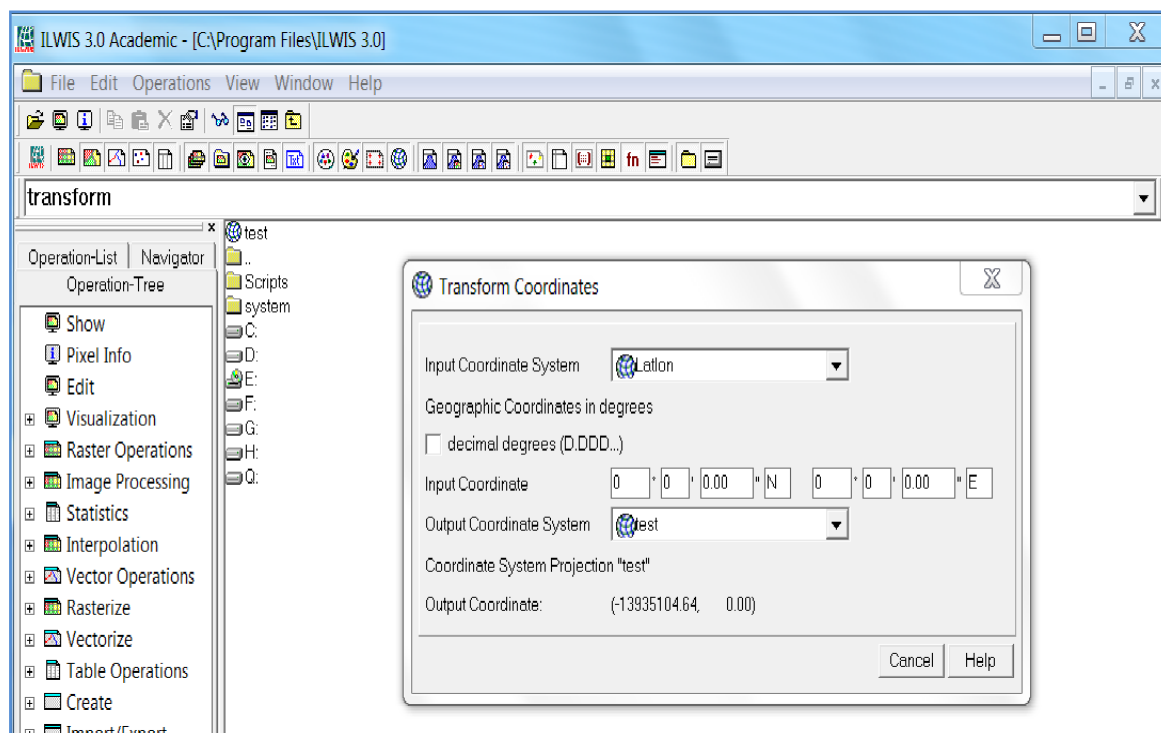 ILWIS 3.0 Academic - [C:\Program Files\ILWIS 3.0]
File Edit Operations View Window Help
Txt fn
transform
Operation-List Navigator
Operation-Tree
Show
Pixel Info
Edit
Visualization
Raster Operations
Image Processing
Statistics
Interpolation
Vector Operations
Rasterize
Vectorize
Table Operations
Create
Import/Export
test
..
Scripts
system
C:
D:
E:
F:
G:
H:
Q:
Transform Coordinates
Input Coordinate System Latlon
Geographic Coordinates in degrees
decimal degrees (D.DDD...)
Input Coordinate 0 ° 0 ' 0.00 " N 0 ° 0 ' 0.00 " E
Output Coordinate System test
Coordinate System Projection "test"
Output Coordinate: (-13935104.64, 0.00)
Cancel Help